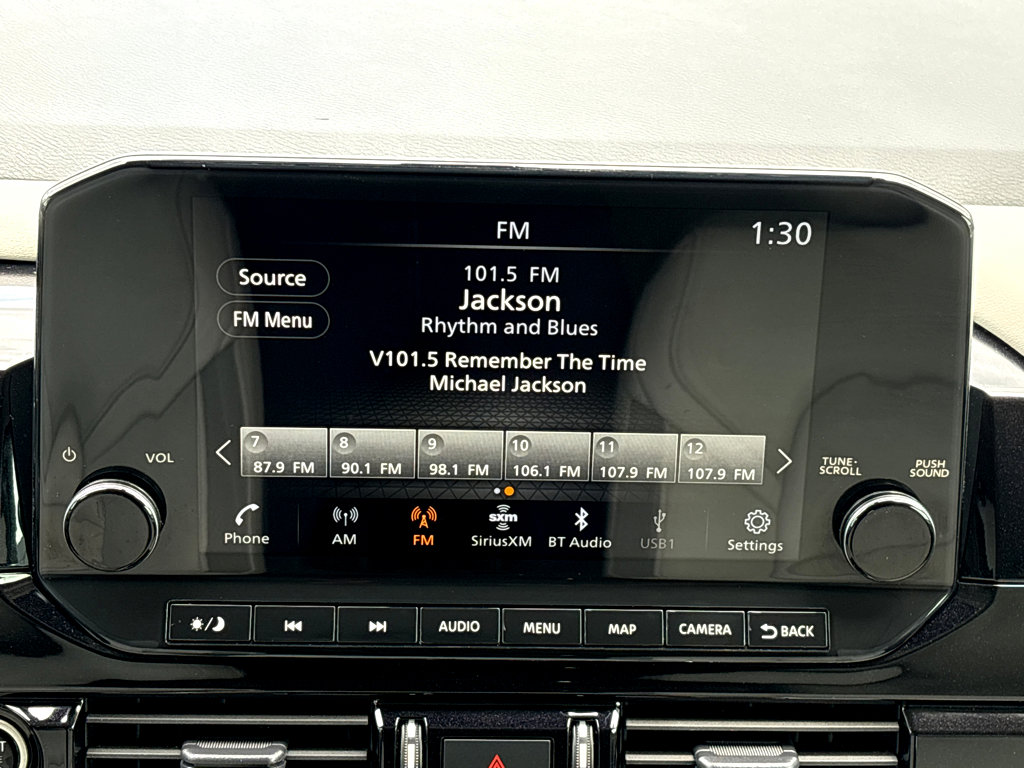 FM
1:30
Source
FM Menu
101.5 FM
Jackson
Rhythm and Blues
V101.5 Remember The Time
Michael Jackson
7 8 9 10 11 12
87.9 FM 90.1 FM 98.1 FM 106.1 FM 107.9 FM 107.9 FM
VOL
TUNE·
SCROLL
PUSH
SOUND
Phone AM FM sxm SiriusXM BT Audio USB1 Settings
AUDIO MENU MAP CAMERA BACK